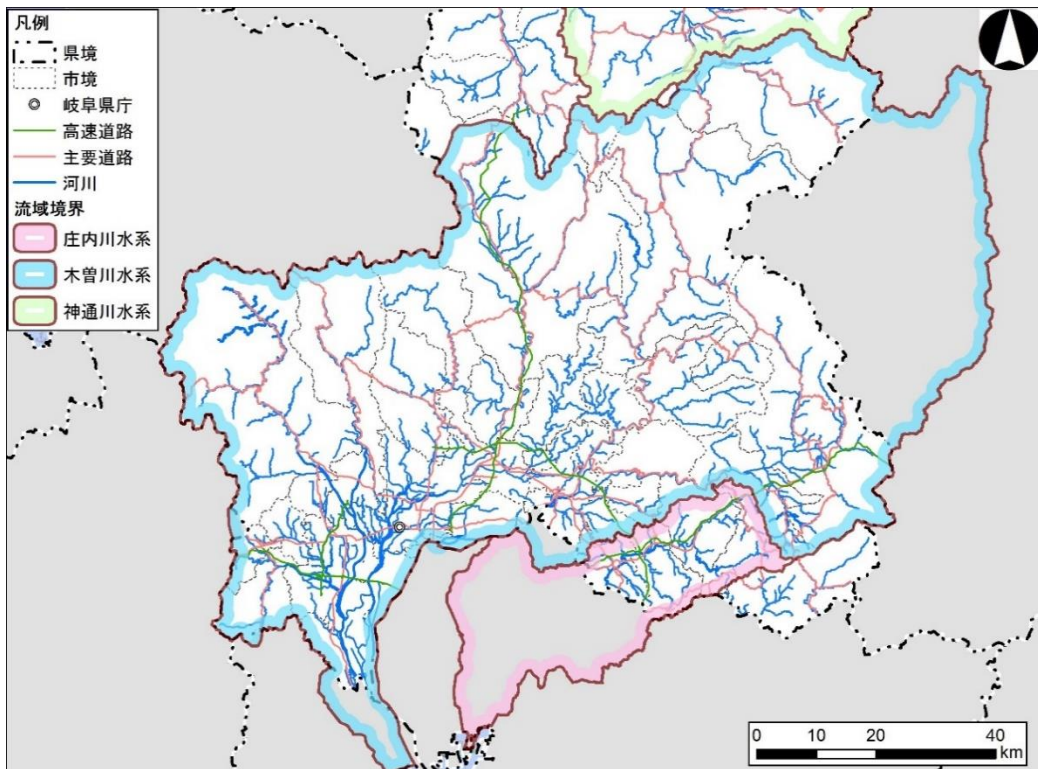 凡例
県境
市境
岐阜県庁
高速道路
主要道路
河川
流域境界
庄内川水系
木曽川水系
神通川水系
0 10 20 40
km